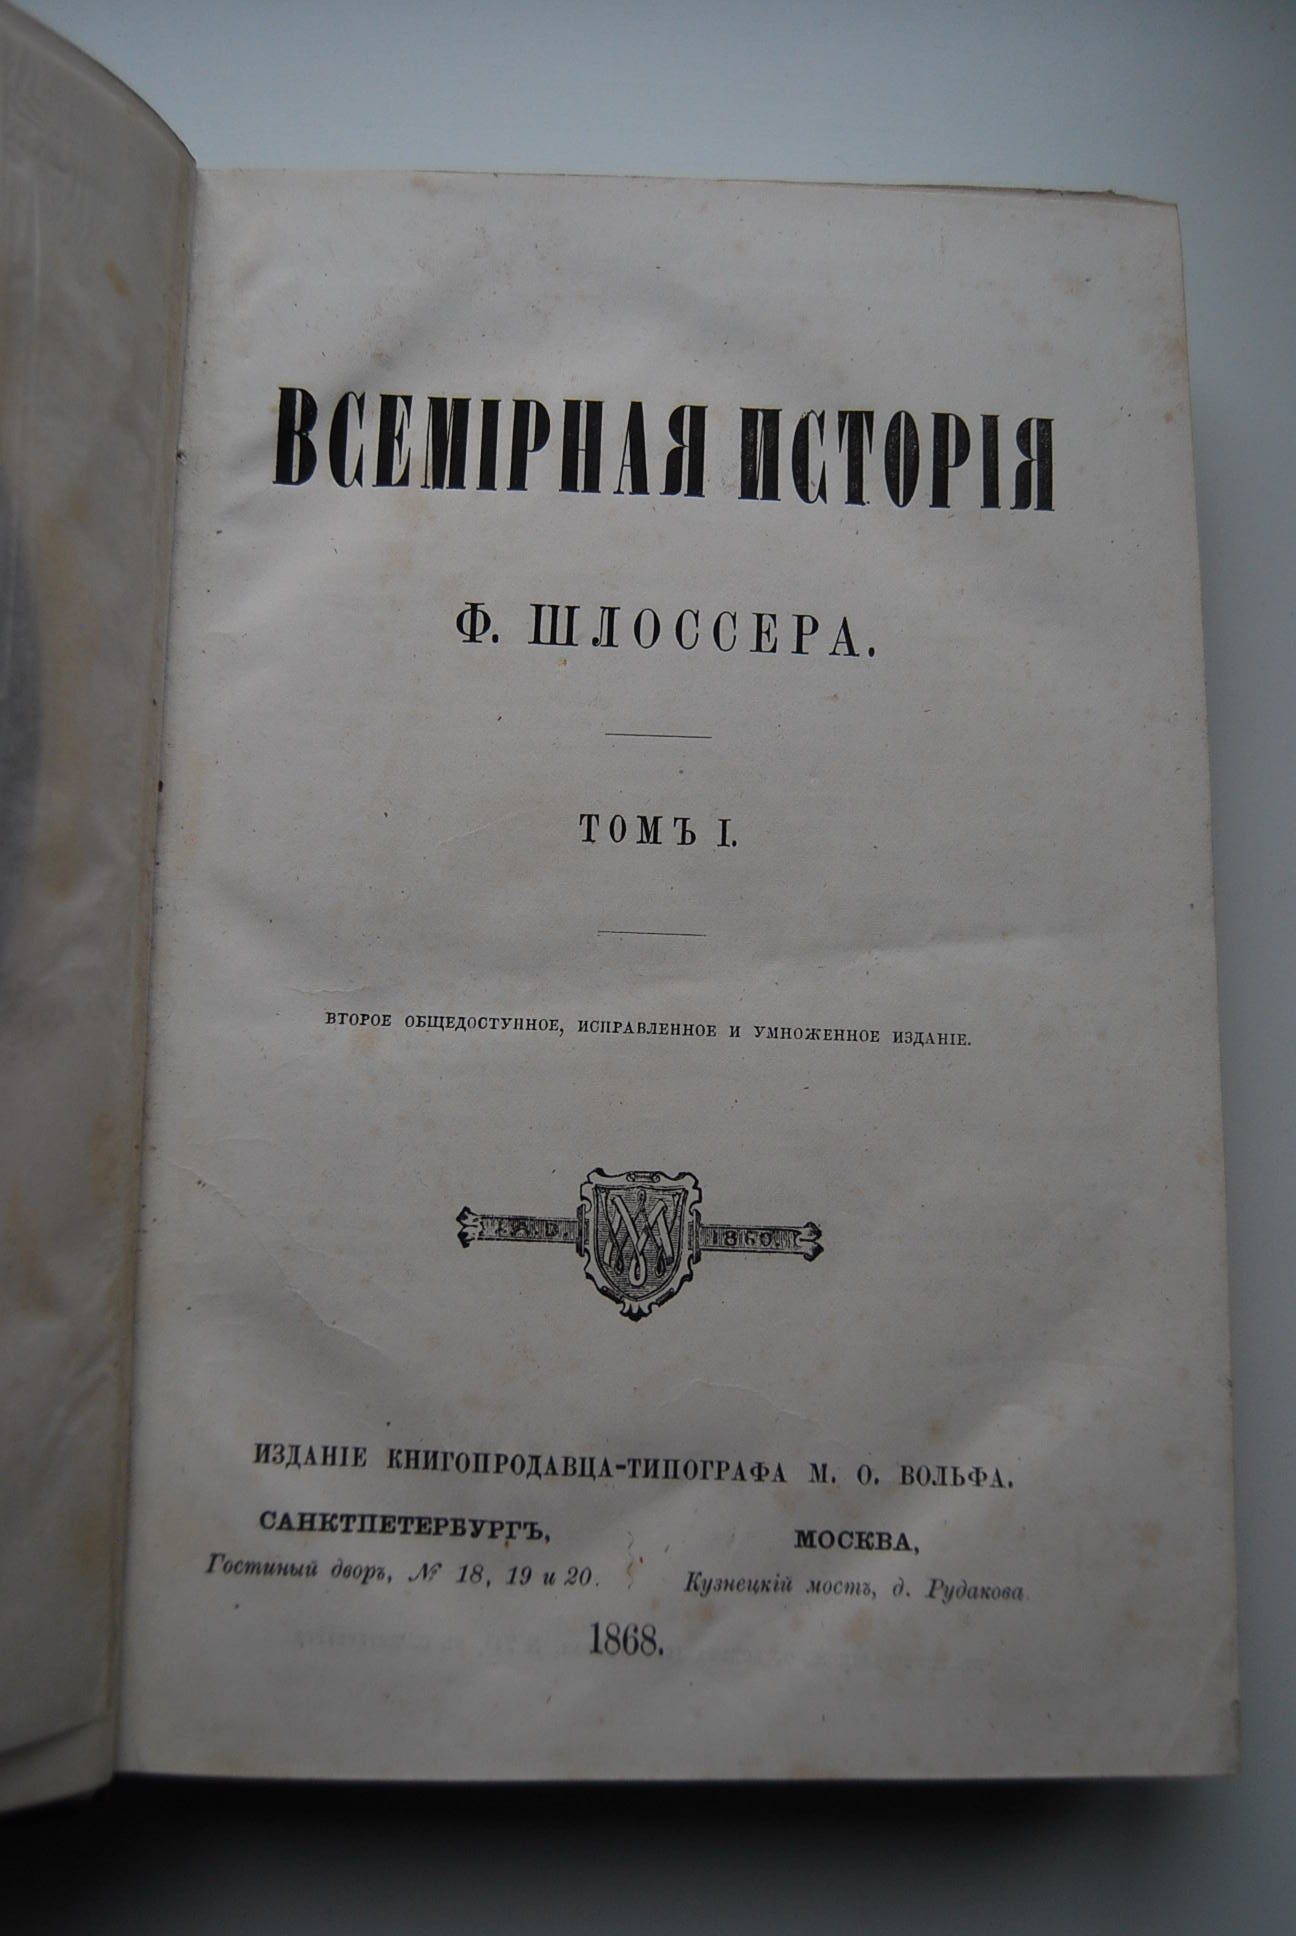 ВСЕМІРНАЯ ИСТОРІЯ
Ф. ШЛОССЕРА.
ТОМЪ I.
ВТОРОЕ ОБЩЕДОСТУПНОЕ, ИСПРАВЛЕННОЕ И УМНОЖЕННОЕ ИЗДАНІЕ.
1860.
ИЗДАНІЕ КНИГОПРОДАВЦА-ТИПОГРАФА М. О. ВОЛЬФА.
САНКТПЕТЕРБУРГЪ,
Гостиный дворъ, № 18, 19 и 20.
МОСКВА,
Кузнецкій мостъ, д. Рудакова
1868.